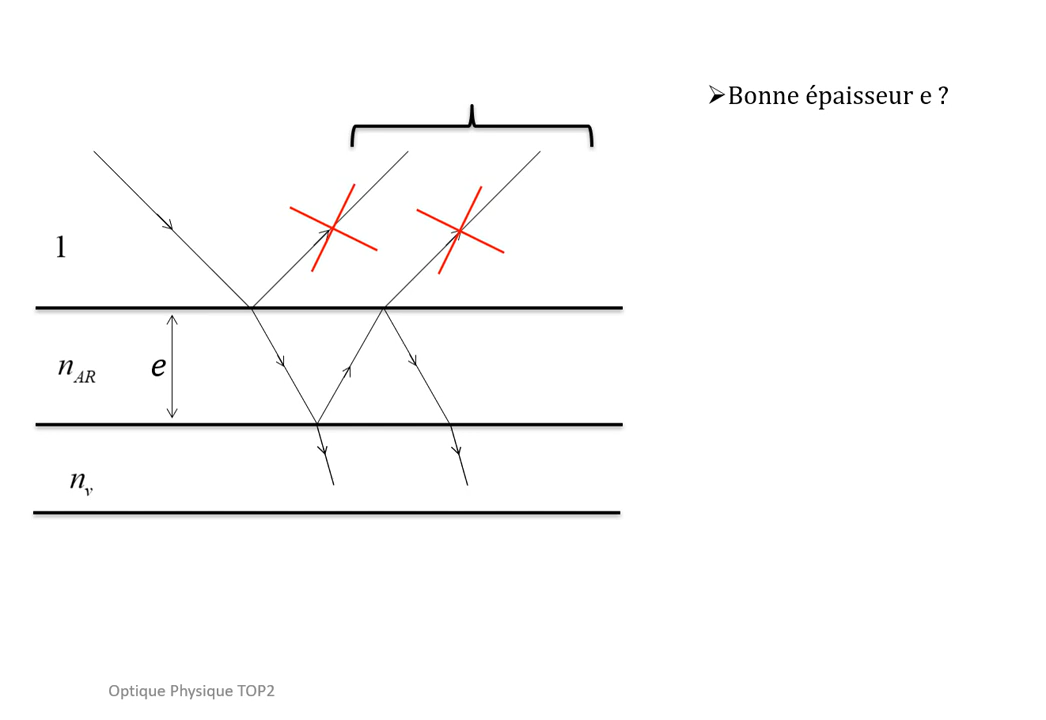 ➢Bonne épaisseur e ?
1
n_AR
e
n_v
Optique Physique TOP2